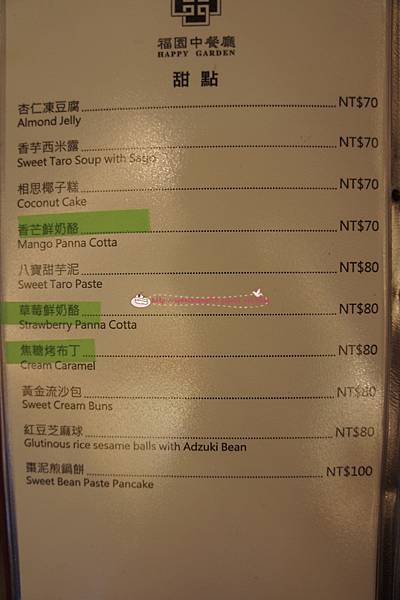 福園中餐廳
HAPPY GARDEN
甜點
杏仁凍豆腐 NT$70
Almond Jelly
香芋西米露 NT$70
Sweet Taro Soup with Sago
相思椰子糕 NT$70
Coconut Cake
香芒鮮奶酪 NT$70
Mango Panna Cotta
八寶甜芋泥 NT$80
Sweet Taro Paste
草莓鮮奶酪 NT$80
Strawberry Panna Cotta
焦糖烤布丁 NT$80
Cream Caramel
黃金流沙包 NT$80
Sweet Cream Buns
紅豆芝麻球 NT$80
Glutinous rice sesame balls with Adzuki Bean
棗泥煎鍋餅 NT$100
Sweet Bean Paste Pancake